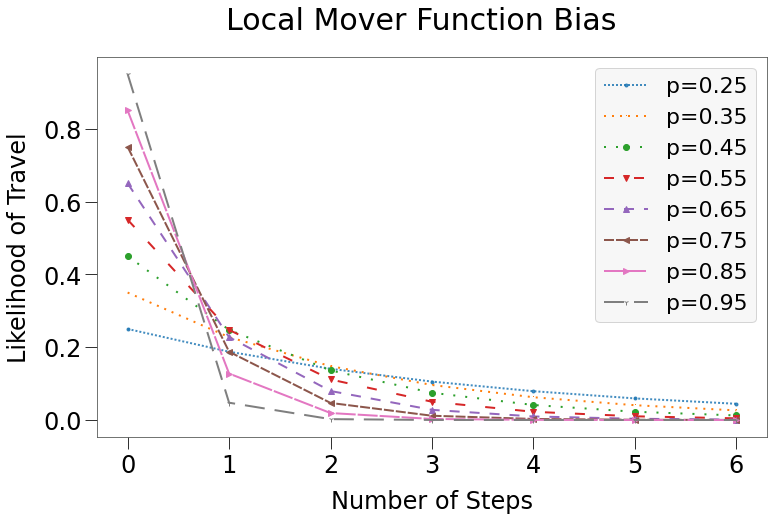 Local Mover Function Bias
Likelihood of Travel
0.8
0.6
0.4
0.2
0.0
p=0.25
p=0.35
p=0.45
p=0.55
p=0.65
p=0.75
p=0.85
p=0.95
0 1 2 3 4 5 6
Number of Steps